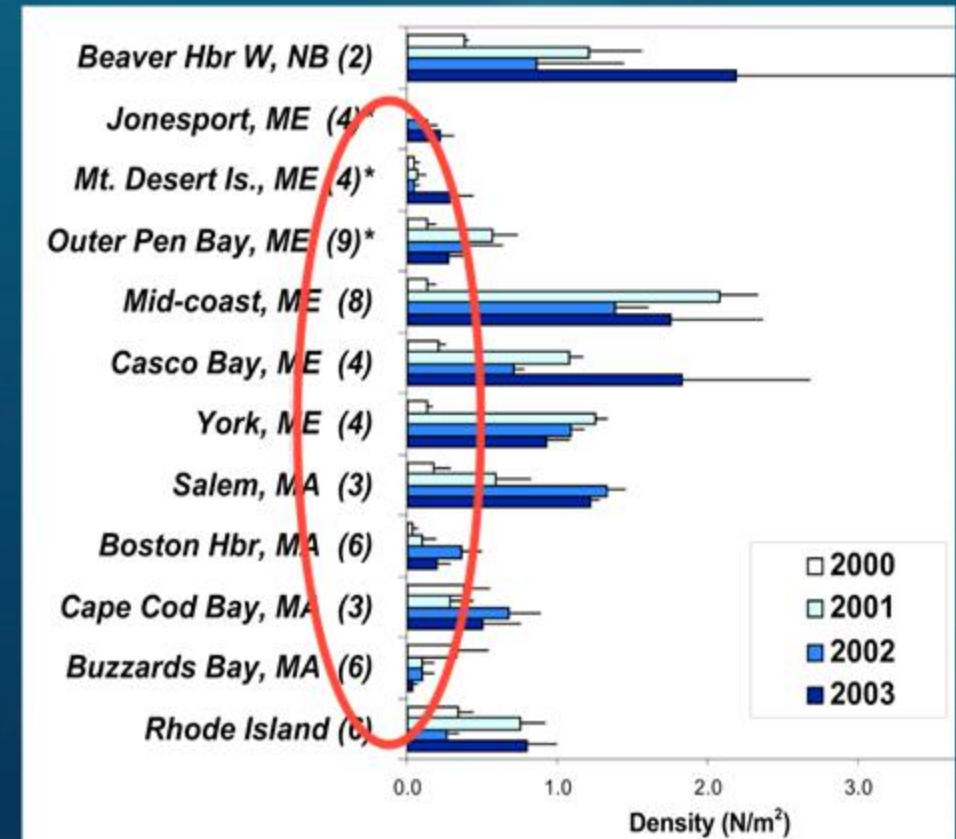 Beaver Hbr W, NB (2)
Jonesport, ME (4)*
Mt. Desert Is., ME (4)*
Outer Pen Bay, ME (9)*
Mid-coast, ME (8)
Casco Bay, ME (4)
York, ME (4)
Salem, MA (3)
Boston Hbr, MA (6)
Cape Cod Bay, MA (3)
Buzzards Bay, MA (6)
Rhode Island (6)
2000
2001
2002
2003
0.0 1.0 2.0 3.0
Density (N/m²)